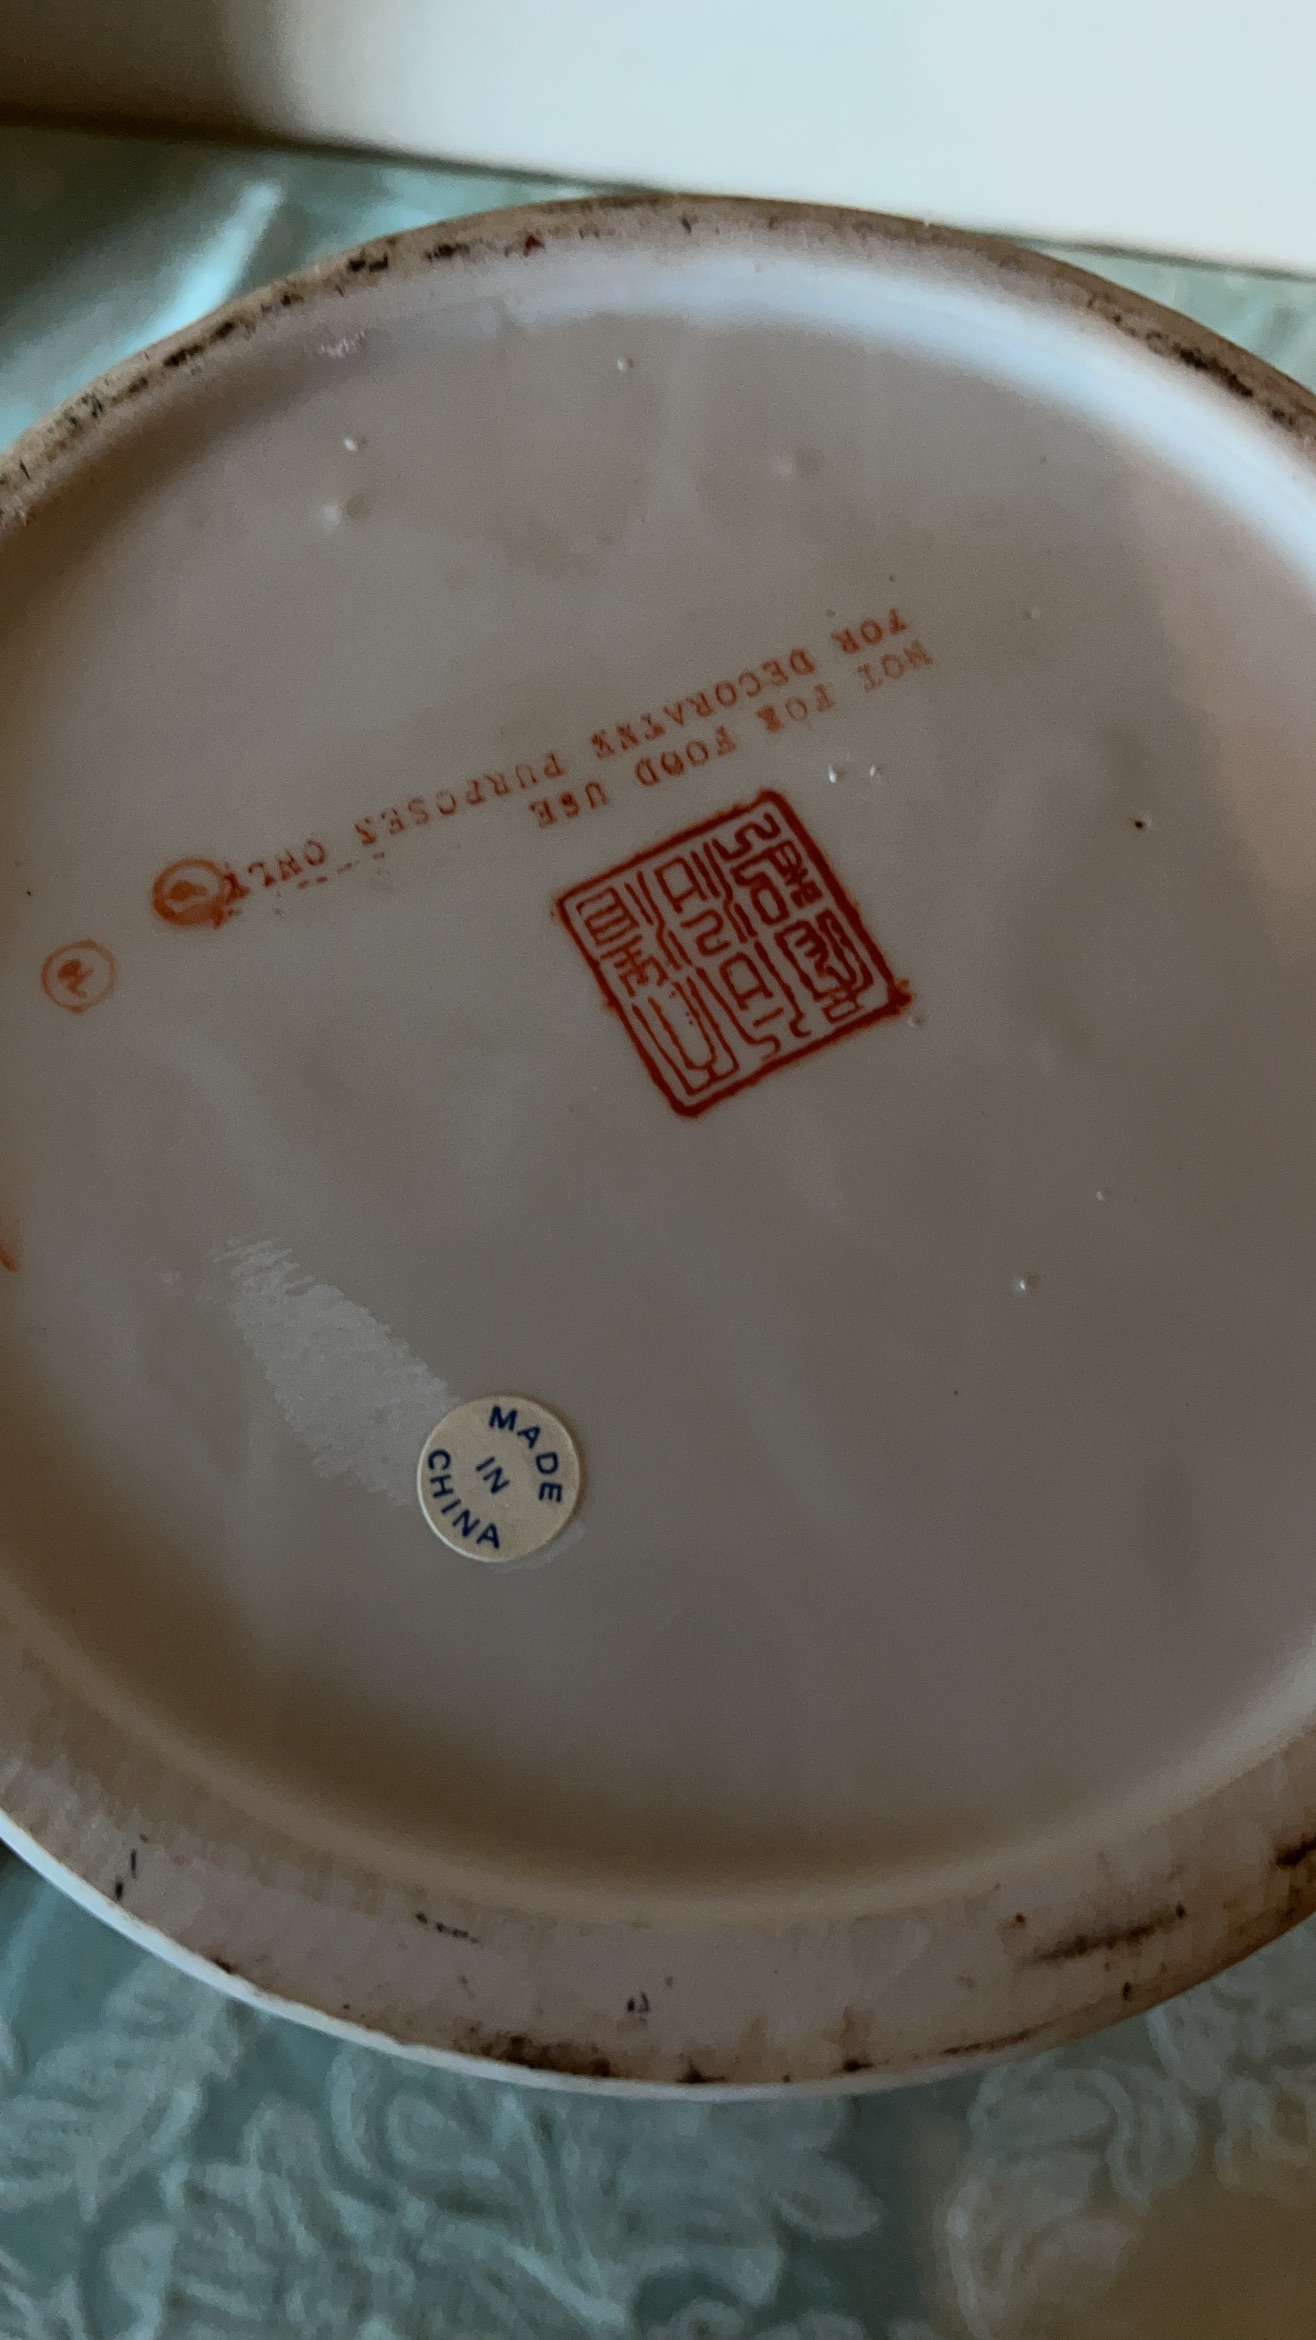 NOT FOR FOOD USE
FOR DECORATIVE PURPOSES ONLY
MADE
IN
CHINA